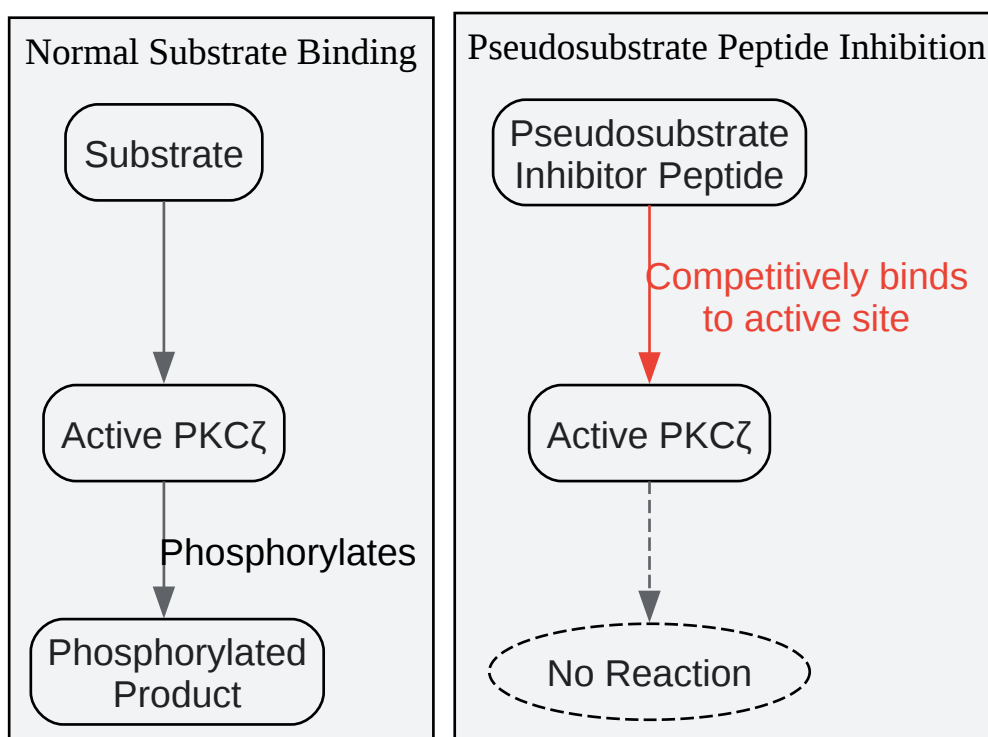 Normal Substrate Binding
Substrate
Active PKCζ
Phosphorylates
Phosphorylated
Product
Pseudosubstrate Peptide Inhibition
Pseudosubstrate
Inhibitor Peptide
Competitively binds
to active site
Active PKCζ
No Reaction